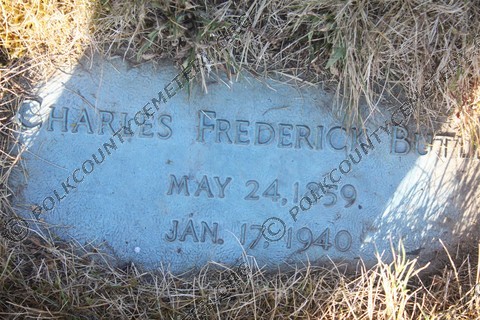 CHARLES FREDERICK
MAY 24, 1859.
JAN. 17, 1940